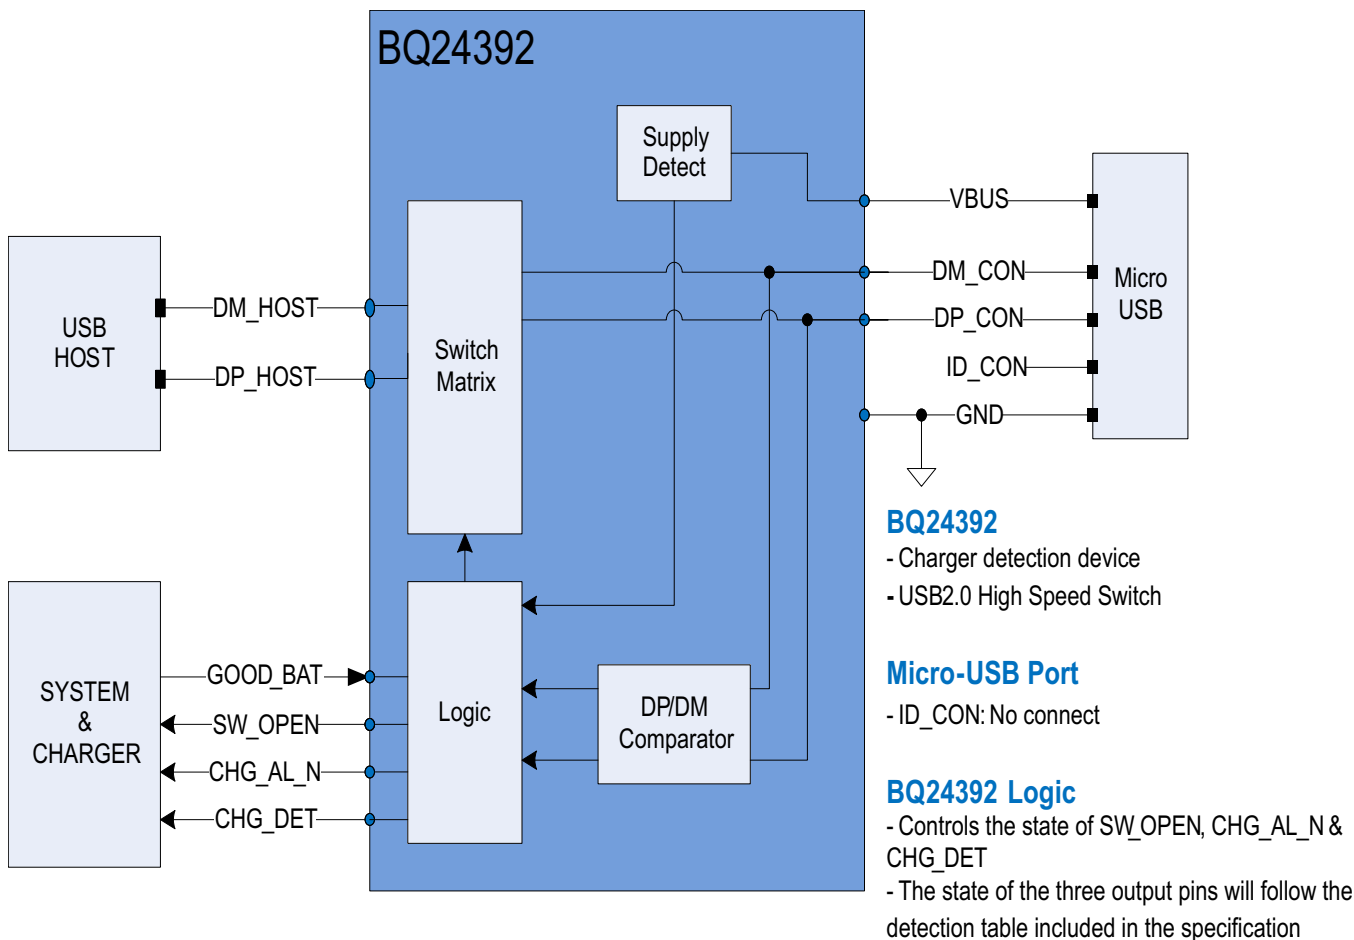 BQ24392
Supply
Detect
VBUS
DM_CON
Micro
USB
DM_HOST
DP_CON
USB
HOST
Switch
Matrix
ID_CON
DP_HOST
GND
BQ24392
- Charger detection device
- USB2.0 High Speed Switch
GOOD_BAT
SYSTEM
&
CHARGER
SW_OPEN
Logic
DP/DM
Comparator
CHG_AL_N
CHG_DET
Micro-USB Port
- ID_CON: No connect
BQ24392 Logic
- Controls the state of SW_OPEN, CHG_AL_N &
CHG_DET
- The state of the three output pins will follow the
detection table included in the specification